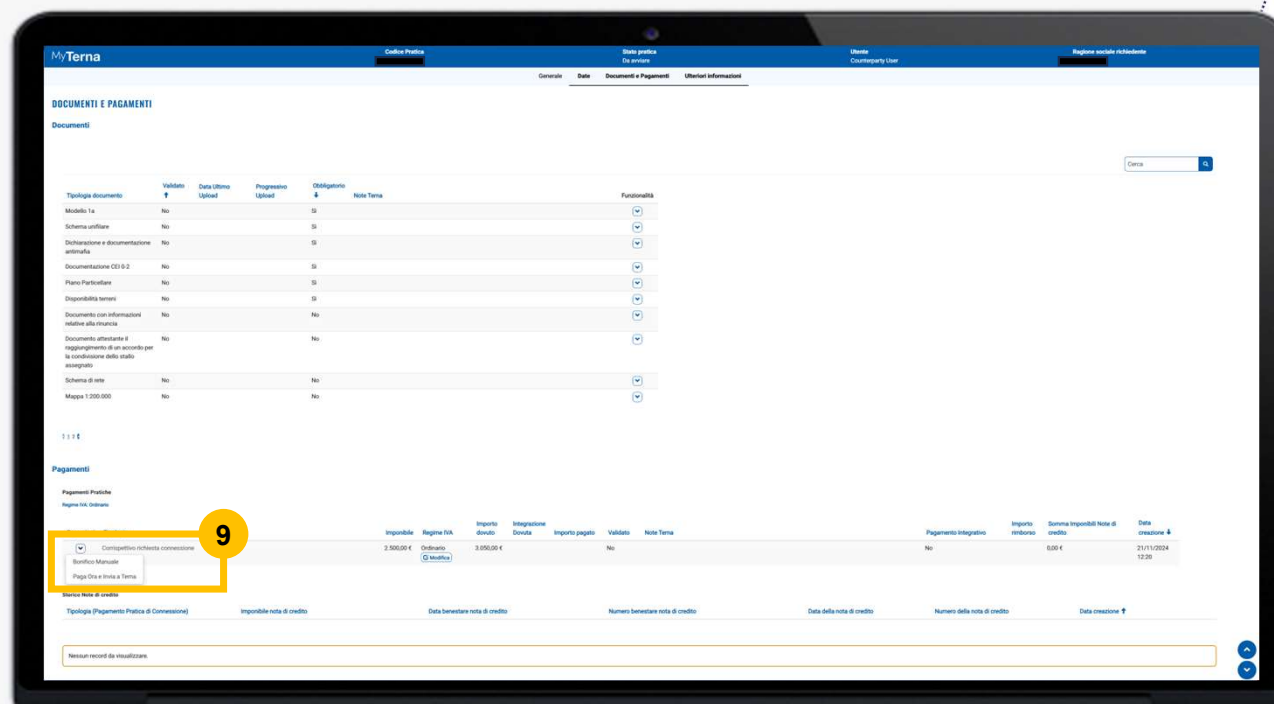 MyTerna
Codice Pratica
Stato pratica
Da avviare
Utente
Counterparty User
Ragione sociale richiedente
Generale Date Documenti e Pagamenti Ulteriori informazioni
DOCUMENTI E PAGAMENTI
Documenti
Cerca
Tipologia documento Validato Data Ultimo Upload Progressivo Upload Obbligatorio Note Terna Funzionalità
Modello 1a No Sì
Schema unifilare No Sì
Dichiarazione e documentazione No Sì
antimafia
Documentazione CEI 0-2 No Sì
Piano Particellare No Sì
Disponibilità terreni No Sì
Documento con informazioni No No
relative alla rinuncia
Documento attestante il No No
raggiungimento di un accordo per
la condivisione dello stallo
assegnato
Schema di rete No No
Mappa 1:200.000 No No
Pagamenti
Pagamenti Pratiche
Regime IVA: Ordinario
9
Imponibile Regime IVA Importo dovuto Integrazione Dovuta Importo pagato Validato Note Terna Pagamento Integrativo Importo rimborso Somma Imponibili Note di credito Data creazione
Corrispettivo richiesta connessione 2.500,00 € Ordinario 3.050,00 € No No 0,00 € 21/11/2024
Modifica 12:20
Bonifico Manuale
Paga Ora e Invia a Terna
Storico Note di credito
Tipologia (Pagamento Pratica di Connessione) Imponibile nota di credito Data benestare nota di credito Numero benestare nota di credito Data della nota di credito Numero della nota di credito Data creazione
Nessun record da visualizzare.